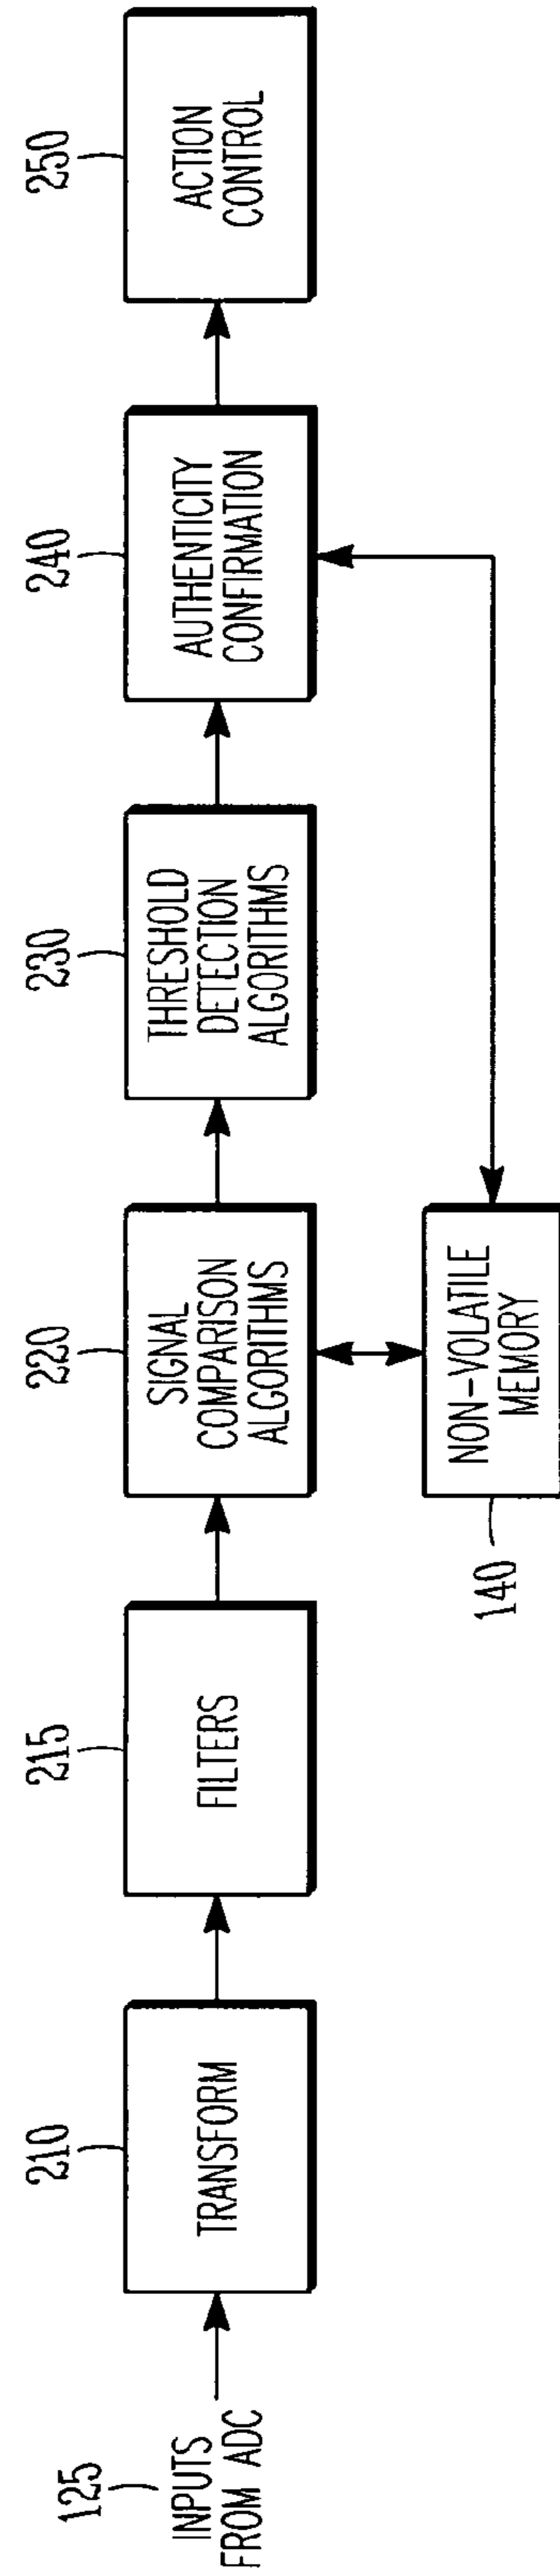 125
INPUTS
FROM ADC
210
TRANSFORM
215
FILTERS
220
SIGNAL
COMPARISON
ALGORITHMS
230
THRESHOLD
DETECTION
ALGORITHMS
240
AUTHENTICITY
CONFIRMATION
250
ACTION
CONTROL
140
NON-VOLATILE
MEMORY